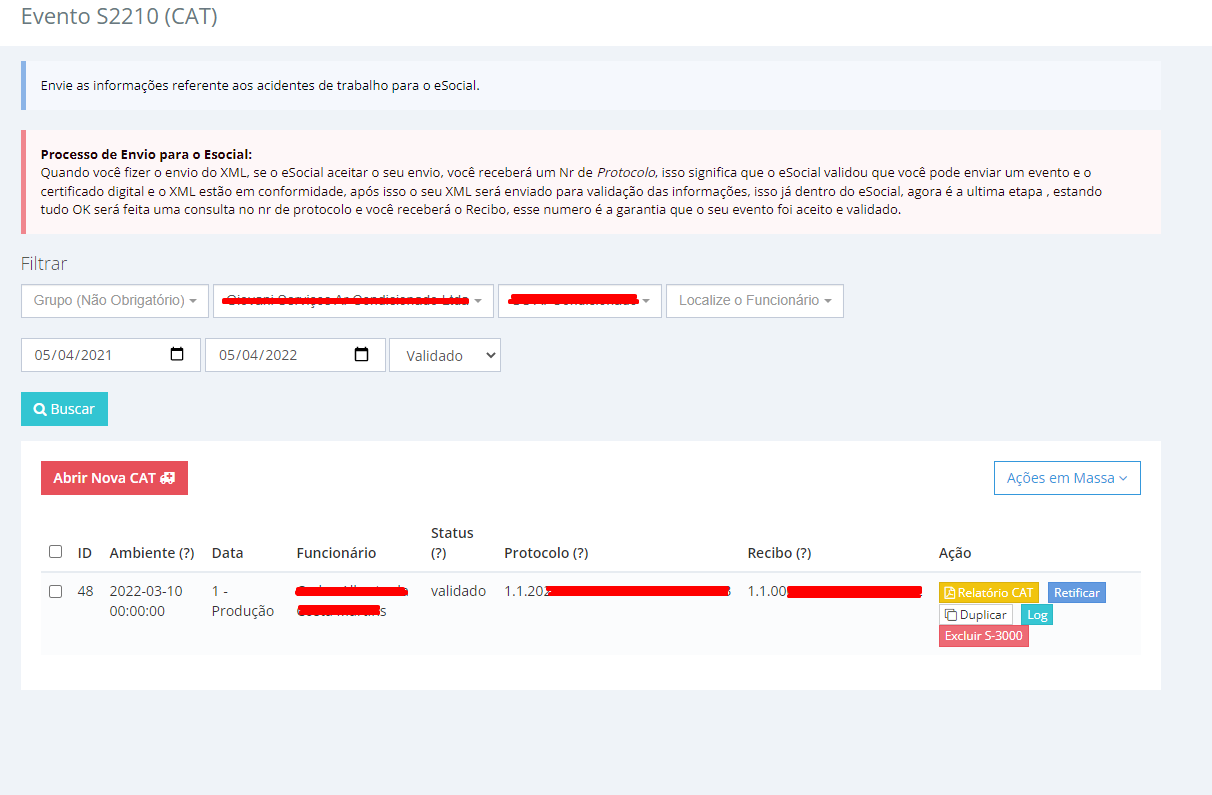 Evento S2210 (CAT)
Envie as informações referente aos acidentes de trabalho para o eSocial.
Processo de Envio para o Esocial:
Quando você fizer o envio do XML, se o eSocial aceitar o seu envio, você receberá um Nr de Protocolo, isso significa que o eSocial validou que você pode enviar um evento e o
certificado digital e o XML estão em conformidade, após isso o seu XML será enviado para validação das informações, isso já dentro do eSocial, agora é a ultima etapa , estando
tudo OK será feita uma consulta no nr de protocolo e você receberá o Recibo, esse numero é a garantia que o seu evento foi aceito e validado.
Filtrar
Grupo (Não Obrigatório) Localize o Funcionário
05/04/2021 05/04/2022 Validado
Buscar
Abrir Nova CAT Ações em Massa
ID Ambiente (?) Data Funcionário Status (?) Protocolo (?) Recibo (?) Ação
48 2022-03-10 1 - validado 1.1.202 1.1.00 Relatório CAT Retificar
00:00:00 Produção Duplicar Log
Excluir S-3000